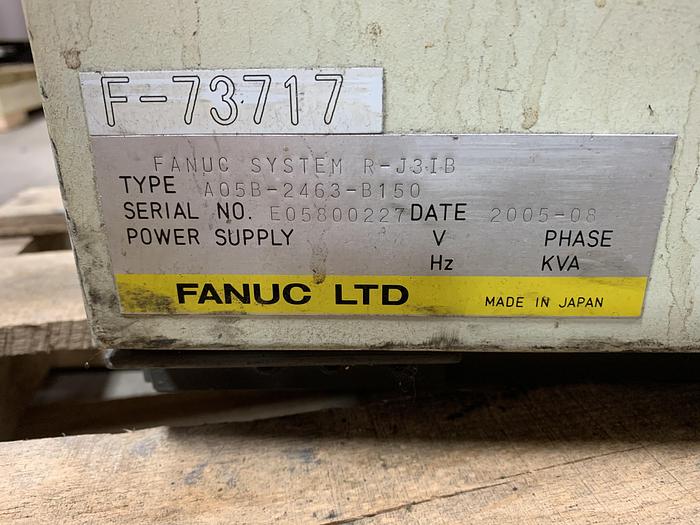 F-73717
FANUC SYSTEM R-J3IB
TYPE A05B-2463-B150
SERIAL NO. E05800227 DATE 2005-08
POWER SUPPLY V PHASE
Hz KVA
FANUC LTD MADE IN JAPAN